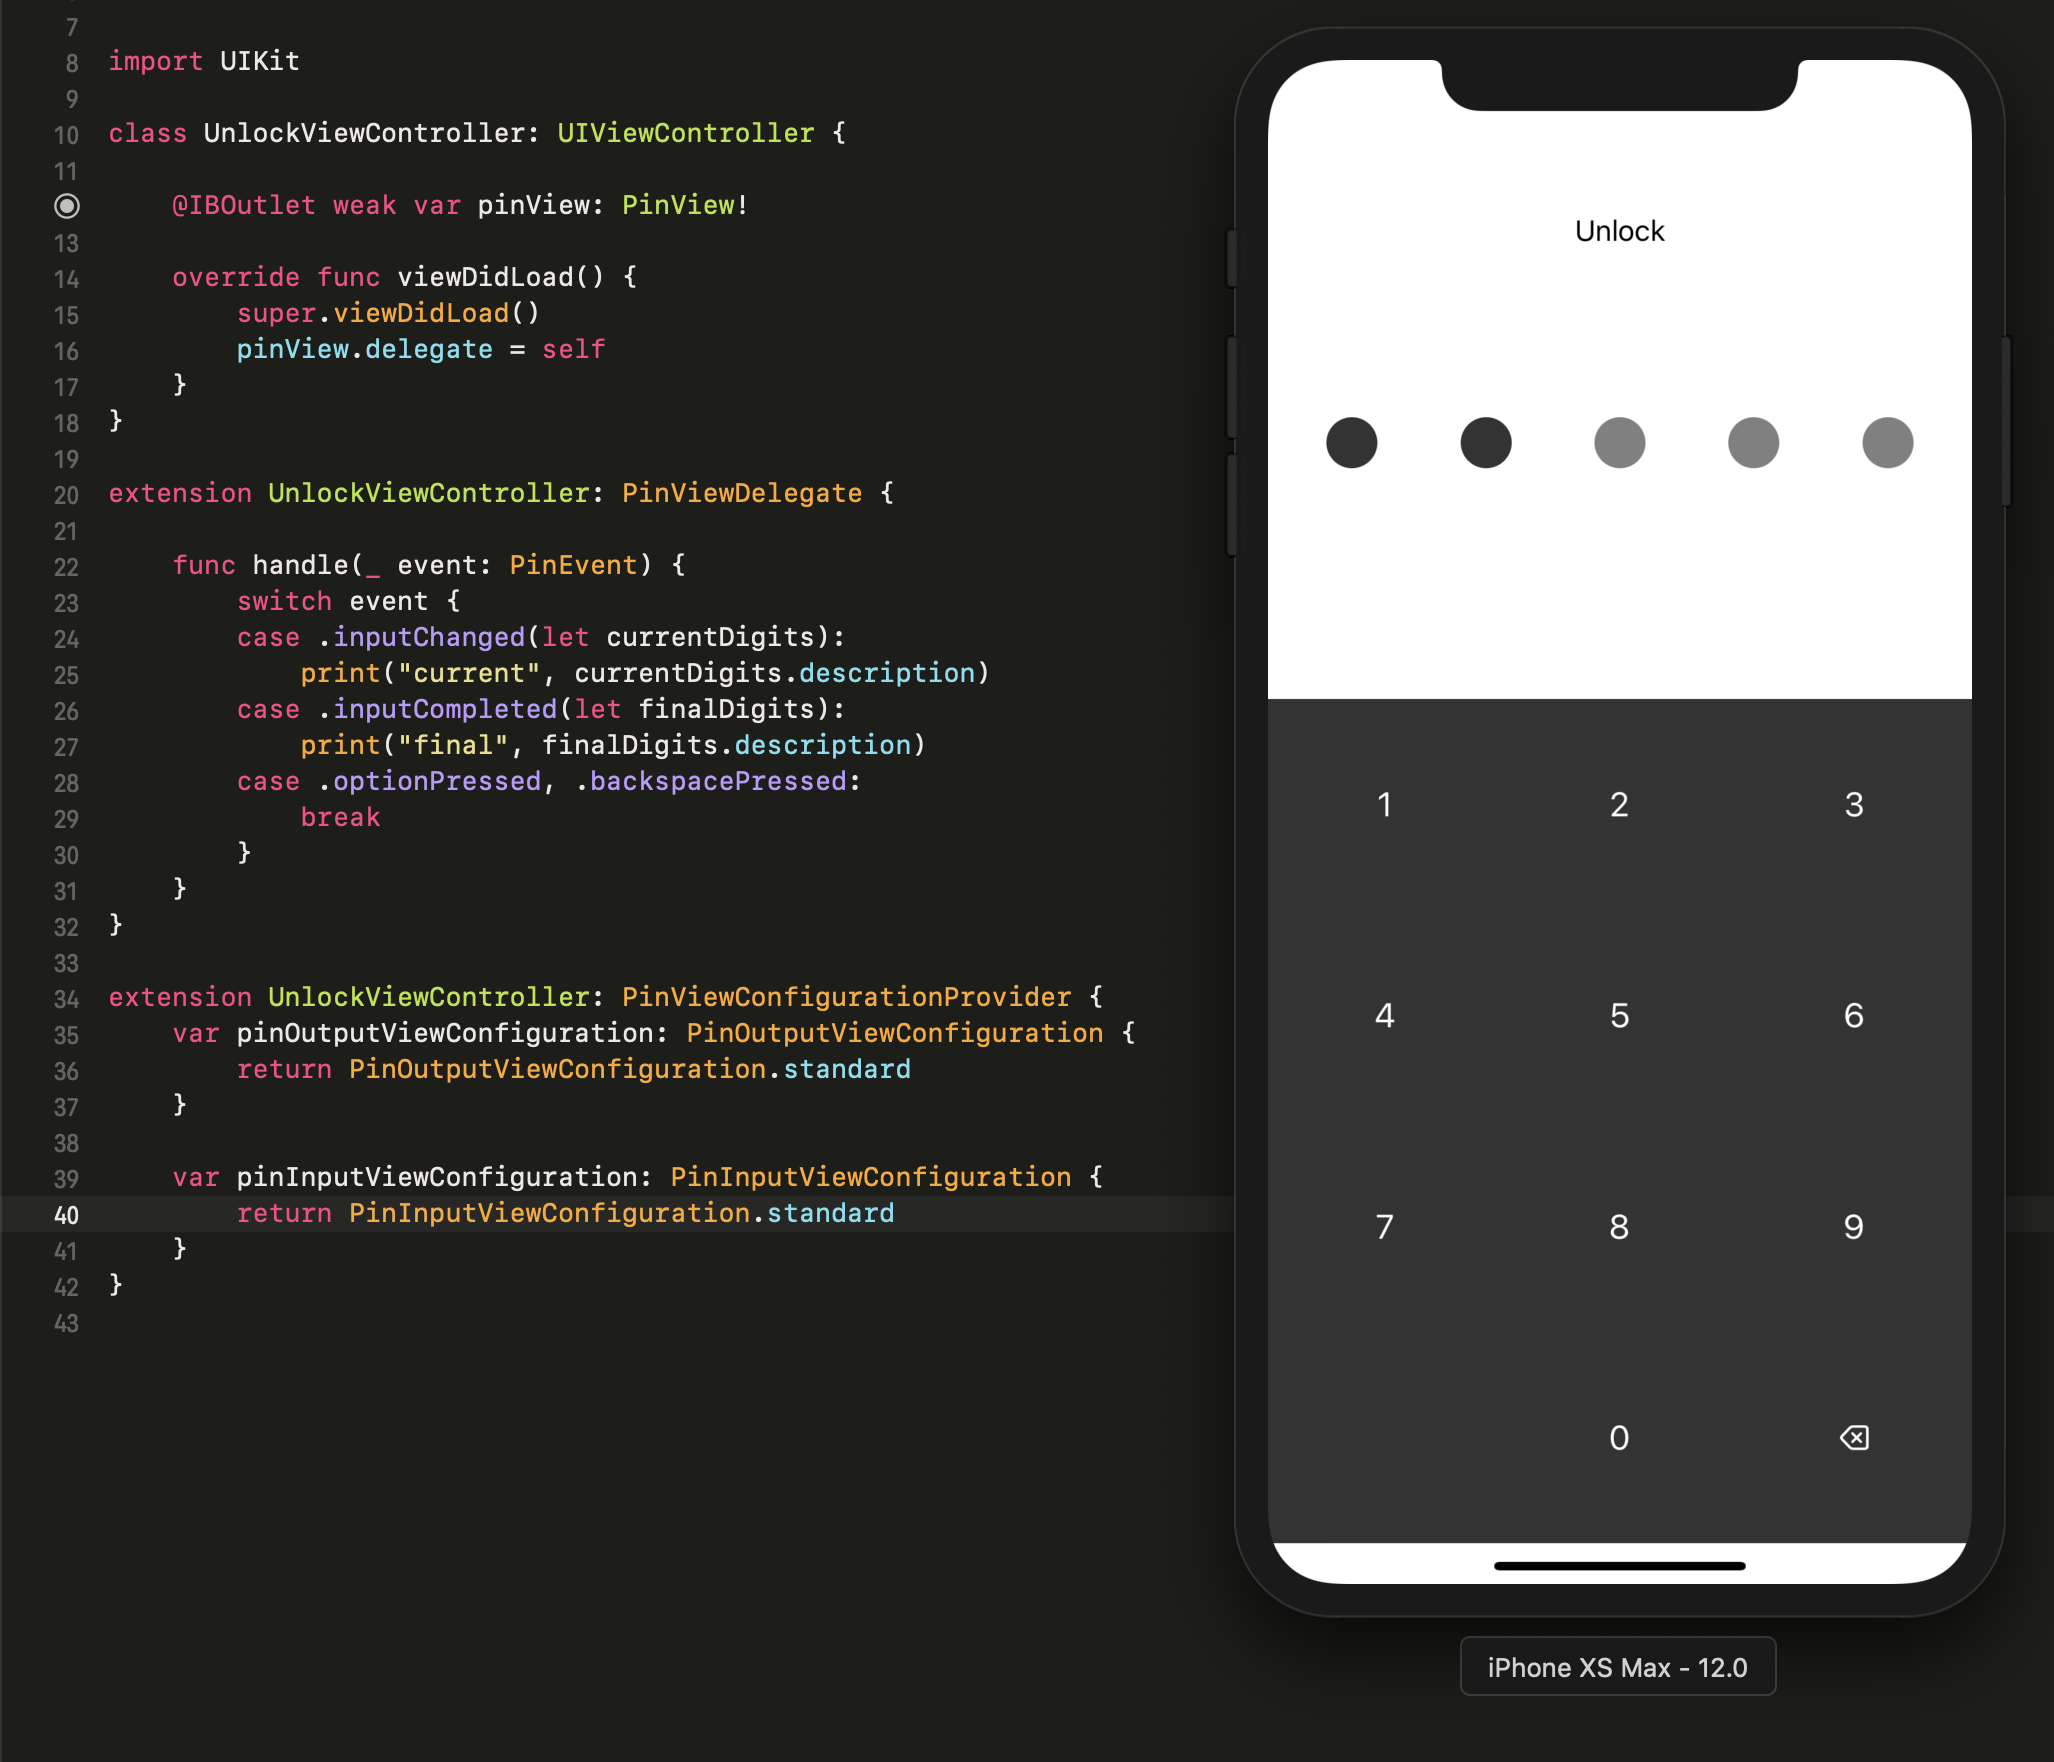 7
8 import UIKit
9
10 class UnlockViewController: UIViewController {
11
@IBOutlet weak var pinView: PinView!
13
14 override func viewDidLoad() {
15 super.viewDidLoad()
16 pinView.delegate = self
17 }
18 }
19
20 extension UnlockViewController: PinViewDelegate {
21
22 func handle(_ event: PinEvent) {
23 switch event {
24 case .inputChanged(let currentDigits):
25 print("current", currentDigits.description)
26 case .inputCompleted(let finalDigits):
27 print("final", finalDigits.description)
28 case .optionPressed, .backspacePressed:
29 break
30 }
31 }
32 }
33
34 extension UnlockViewController: PinViewConfigurationProvider {
35 var pinOutputViewConfiguration: PinOutputViewConfiguration {
36 return PinOutputViewConfiguration.standard
37 }
38
39 var pinInputViewConfiguration: PinInputViewConfiguration {
40 return PinInputViewConfiguration.standard
41 }
42 }
43
Unlock
1 2 3
4 5 6
7 8 9
0
iPhone XS Max - 12.0